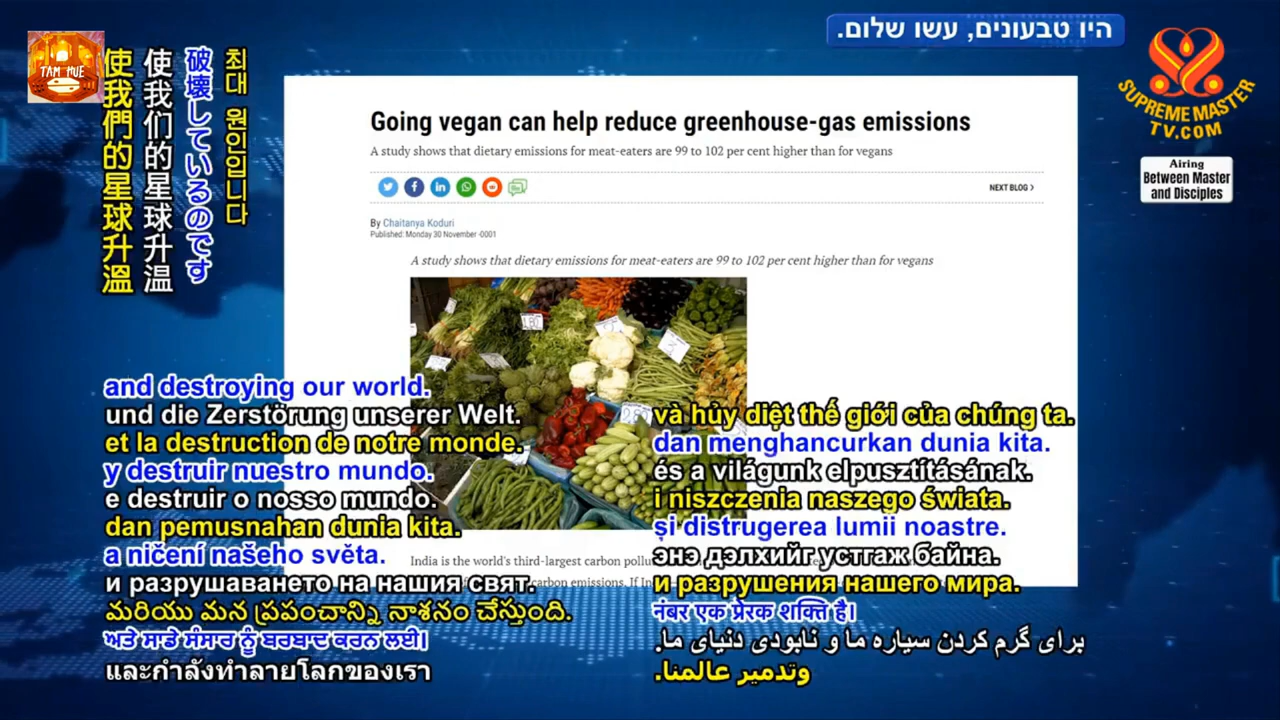 היו טבעונים, עשו שלום.
TAM HUE
SUPREME MASTER
TV.COM
Airing
Between Master
and Disciples
최대 원인입니다
破壊しているのです
使我们的星球升温
使我們的星球升溫
Going vegan can help reduce greenhouse-gas emissions
A study shows that dietary emissions for meat-eaters are 99 to 102 per cent higher than for vegans
NEXT BLOG ›
By Chaitanya Koduri
Published: Monday 30 November -0001
A study shows that dietary emissions for meat-eaters are 99 to 102 per cent higher than for vegans
India is the world's third-largest carbon
carbon emissions. If
and destroying our world.
und die Zerstörung unserer Welt.
et la destruction de notre monde.
y destruir nuestro mundo.
e destruir o nosso mundo.
dan pemusnahan dunia kita.
a ničení našeho světa.
и разрушаването на нашия свят.
మరియు మన ప్రపంచాన్ని నాశనం చేస్తుంది.
ਅਤੇ ਸਾਡੇ ਸੰਸਾਰ ਨੂੰ ਬਰਬਾਦ ਕਰਨ ਲਈ।
และกำลังทำลายโลกของเรา
và hủy diệt thế giới của chúng ta.
dan menghancurkan dunia kita.
és a világunk elpusztításának.
i niszczenia naszego świata.
și distrugerea lumii noastre.
энэ дэлхийг устгаж байна.
и разрушения нашего мира.
नंबर एक प्रेरक शक्ति है।
برای گرم کردن سیاره ما و نابودی دنیای ما.
وتدمير عالمنا.